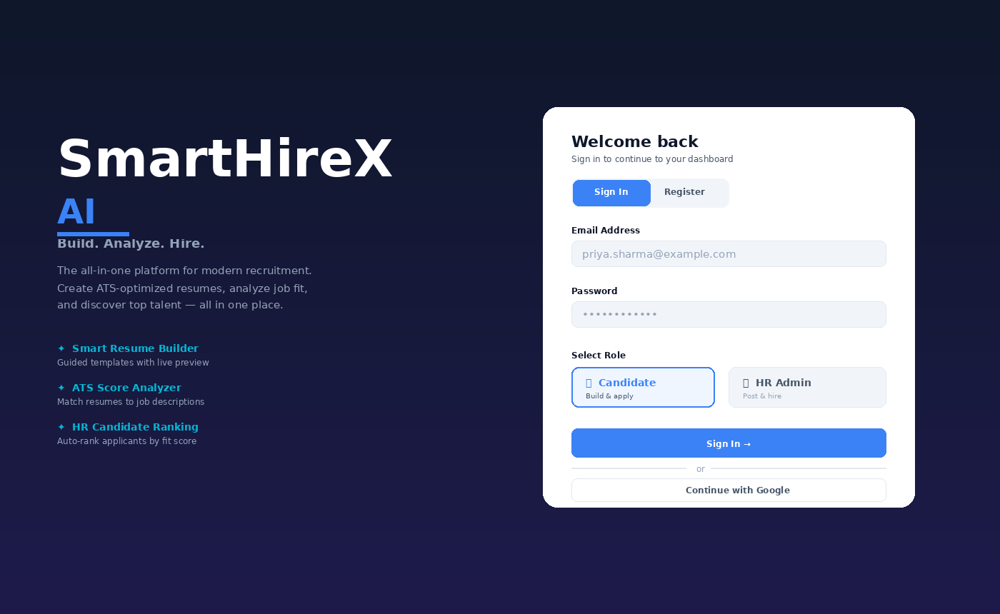 SmartHireX
AI
Build. Analyze. Hire.
The all-in-one platform for modern recruitment.
Create ATS-optimized resumes, analyze job fit,
and discover top talent — all in one place.
✦ Smart Resume Builder
Guided templates with live preview
✦ ATS Score Analyzer
Match resumes to job descriptions
✦ HR Candidate Ranking
Auto-rank applicants by fit score
Welcome back
Sign in to continue to your dashboard
Sign In Register
Email Address
priya.sharma@example.com
Password
••••••••••••
Select Role
Candidate HR Admin
Build & apply Post & hire
Sign In →
or
Continue with Google